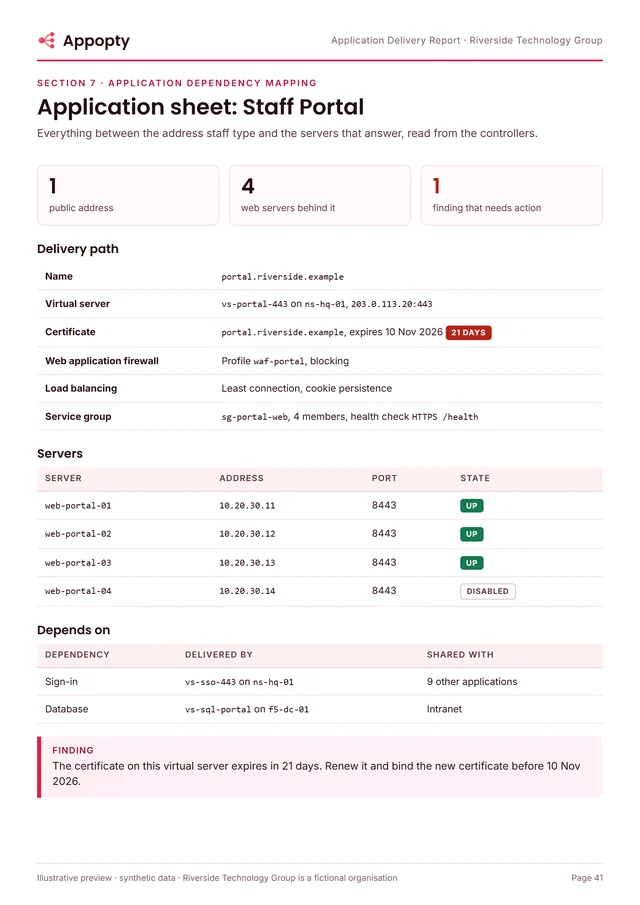 Appopty
Application Delivery Report · Riverside Technology Group
SECTION 7 · APPLICATION DEPENDENCY MAPPING
Application sheet: Staff Portal
Everything between the address staff type and the servers that answer, read from the controllers.
1
public address
4
web servers behind it
1
finding that needs action
Delivery path
Name portal.riverside.example
Virtual server vs-portal-443 on ns-hq-01, 203.0.113.20:443
Certificate portal.riverside.example, expires 10 Nov 2026 21 DAYS
Web application firewall Profile waf-portal, blocking
Load balancing Least connection, cookie persistence
Service group sg-portal-web, 4 members, health check HTTPS /health
Servers
SERVER ADDRESS PORT STATE
web-portal-01 10.20.30.11 8443 UP
web-portal-02 10.20.30.12 8443 UP
web-portal-03 10.20.30.13 8443 UP
web-portal-04 10.20.30.14 8443 DISABLED
Depends on
DEPENDENCY DELIVERED BY SHARED WITH
Sign-in vs-sso-443 on ns-hq-01 9 other applications
Database vs-sql-portal on f5-dc-01 Intranet
FINDING
The certificate on this virtual server expires in 21 days. Renew it and bind the new certificate before 10 Nov
2026.
Illustrative preview · synthetic data · Riverside Technology Group is a fictional organisation
Page 41